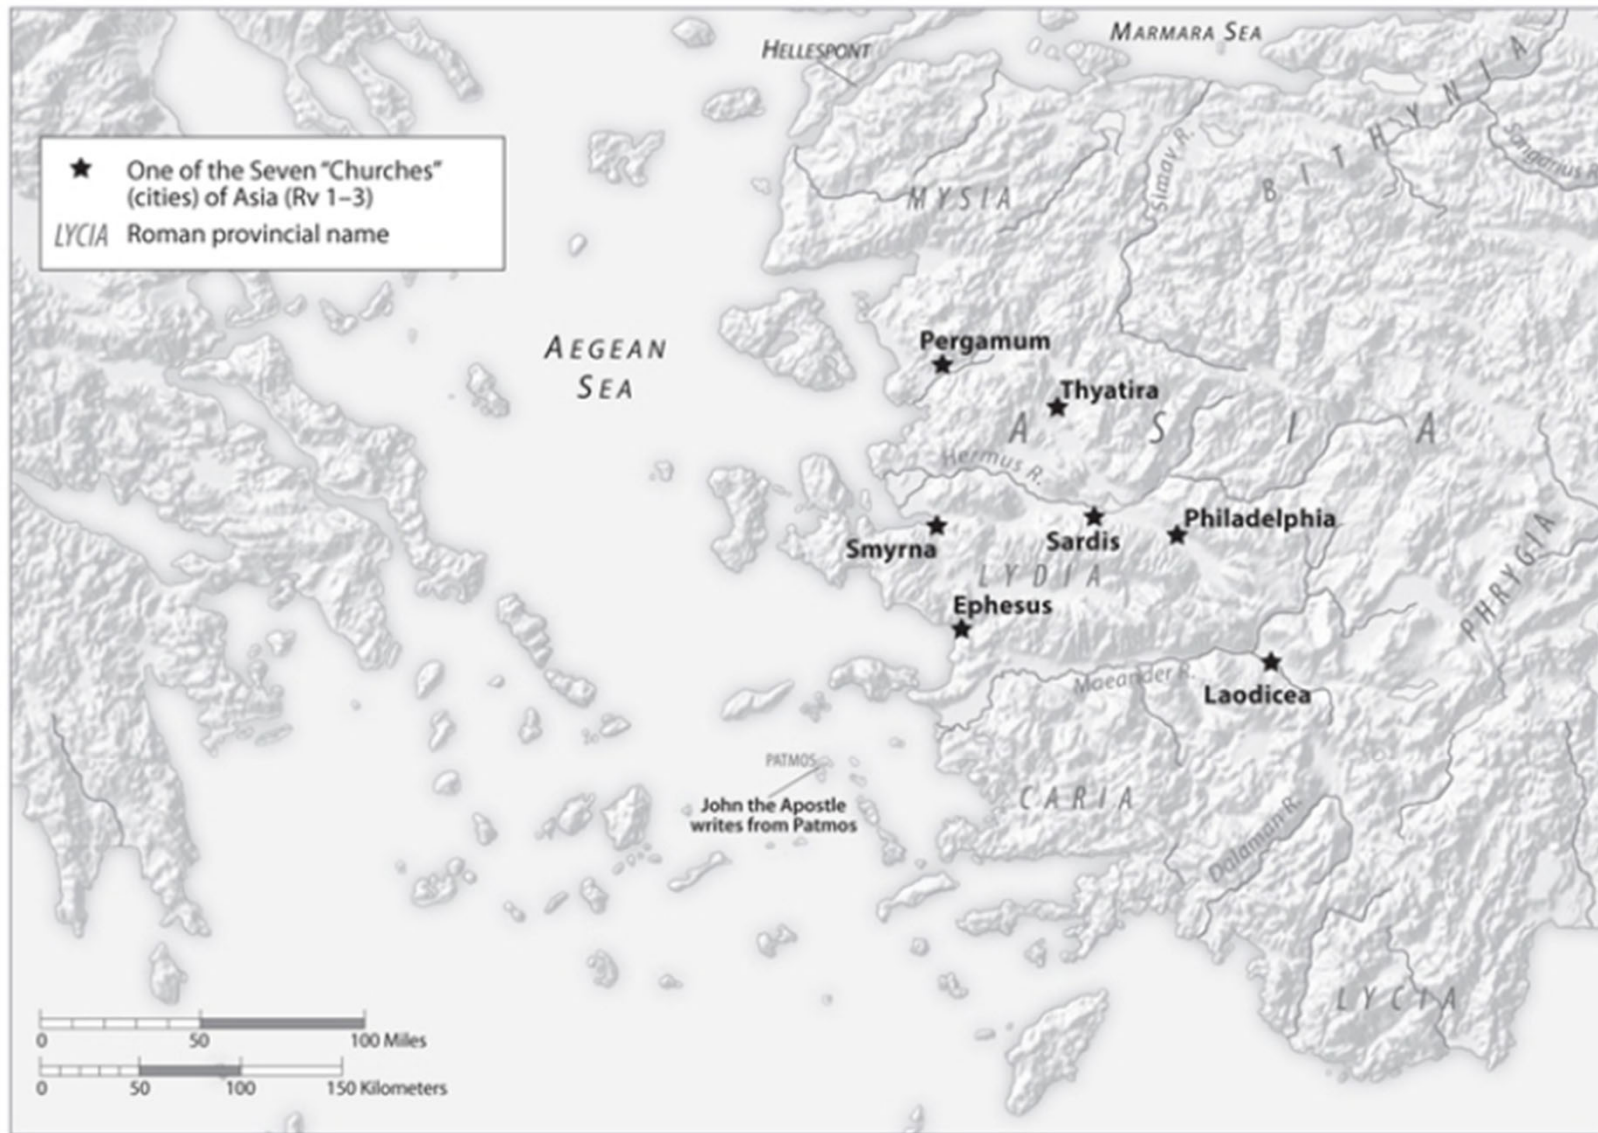 HELLESPONT
MARMARA SEA
★ One of the Seven “Churches”
(cities) of Asia (Rv 1–3)
LYCIA Roman provincial name
MYSIA
Simav R.
BITHYNIA
Sangarius R.
AEGEAN
SEA
Pergamum
Thyatira
ASIA
Hermus R.
Smyrna
Sardis
Philadelphia
LYDIA
PHRYGIA
Ephesus
Maeander R.
Laodicea
PATMOS
John the Apostle
writes from Patmos
CARIA
Dalaman R.
LYCIA
0 50 100 Miles
0 50 100 150 Kilometers